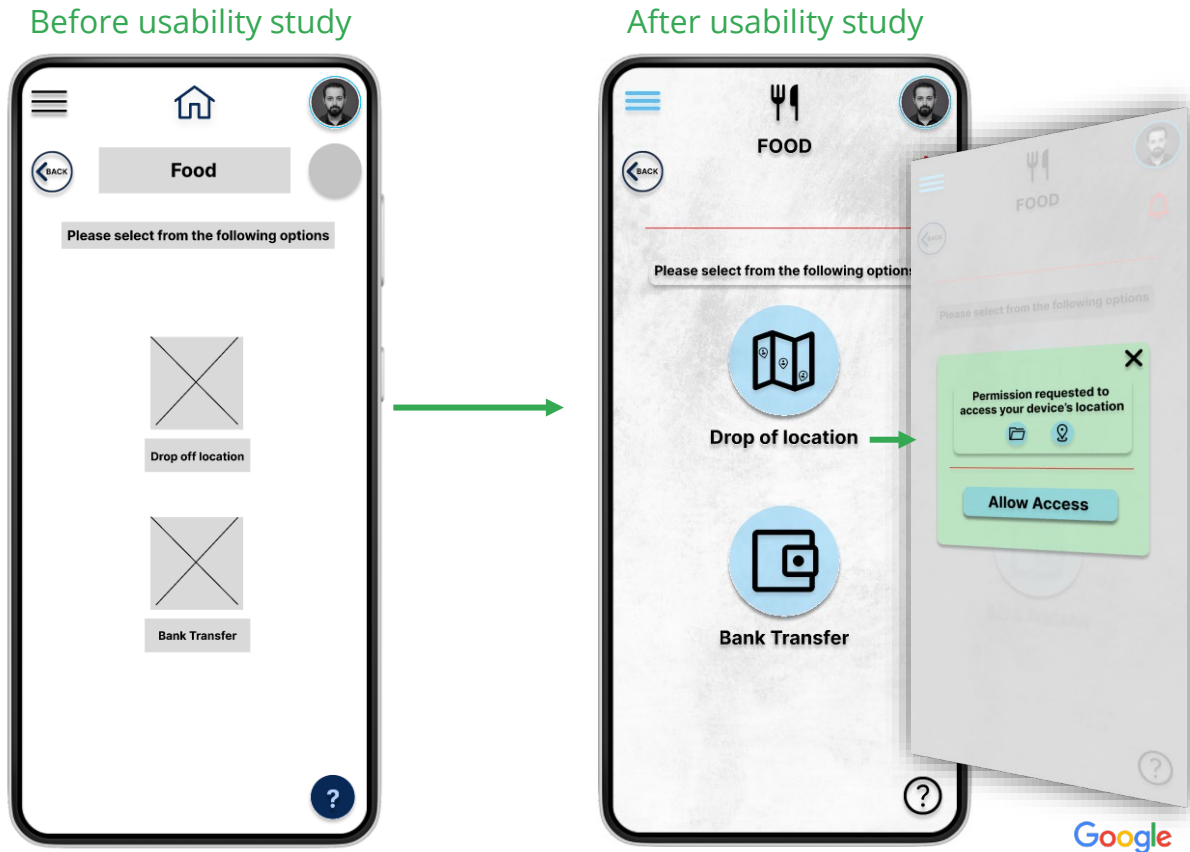 Before usability study
After usability study
BACK
Food
Please select from the following options
Drop off location
Bank Transfer
?
FOOD
BACK
Please select from the following options
Drop of location
Bank Transfer
?
FOOD
BACK
Please select from the following options
Permission requested to
access your device's location
Allow Access
?
Google